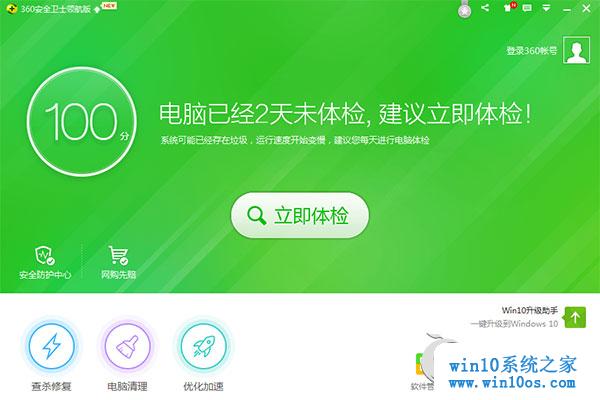 360安全卫士领航版 NEW
登录360帐号
100分
电脑已经2天未体检, 建议立即体检!
系统可能已经存在垃圾，运行速度开始变慢，建议您每天进行电脑体检
立即体检
安全防护中心 网购先赔
Win10升级助手
一键升级到Windows 10
查杀修复 电脑清理 优化加速
软件管
win10系统之家
www.win10os.com